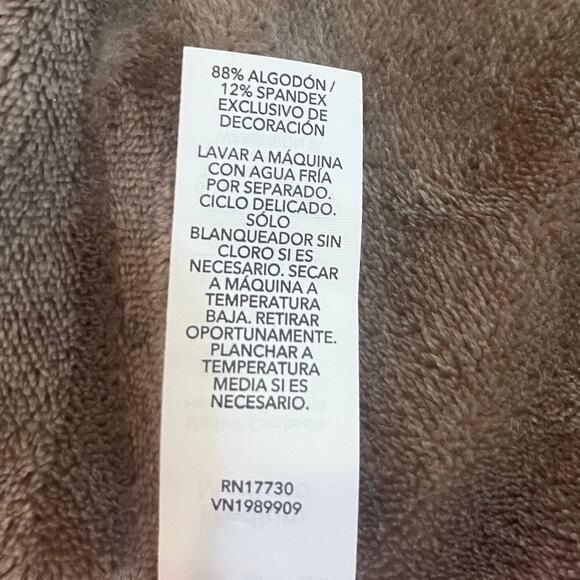 88% ALGODÓN /
12% SPANDEX
EXCLUSIVO DE
DECORACIÓN
LAVAR A MÁQUINA
CON AGUA FRÍA
POR SEPARADO.
CICLO DELICADO.
SÓLO
BLANQUEADOR SIN
CLORO SI ES
NECESARIO. SECAR
A MÁQUINA A
TEMPERATURA
BAJA. RETIRAR
OPORTUNAMENTE.
PLANCHAR A
TEMPERATURA
MEDIA SI ES
NECESARIO.
RN17730
VN1989909